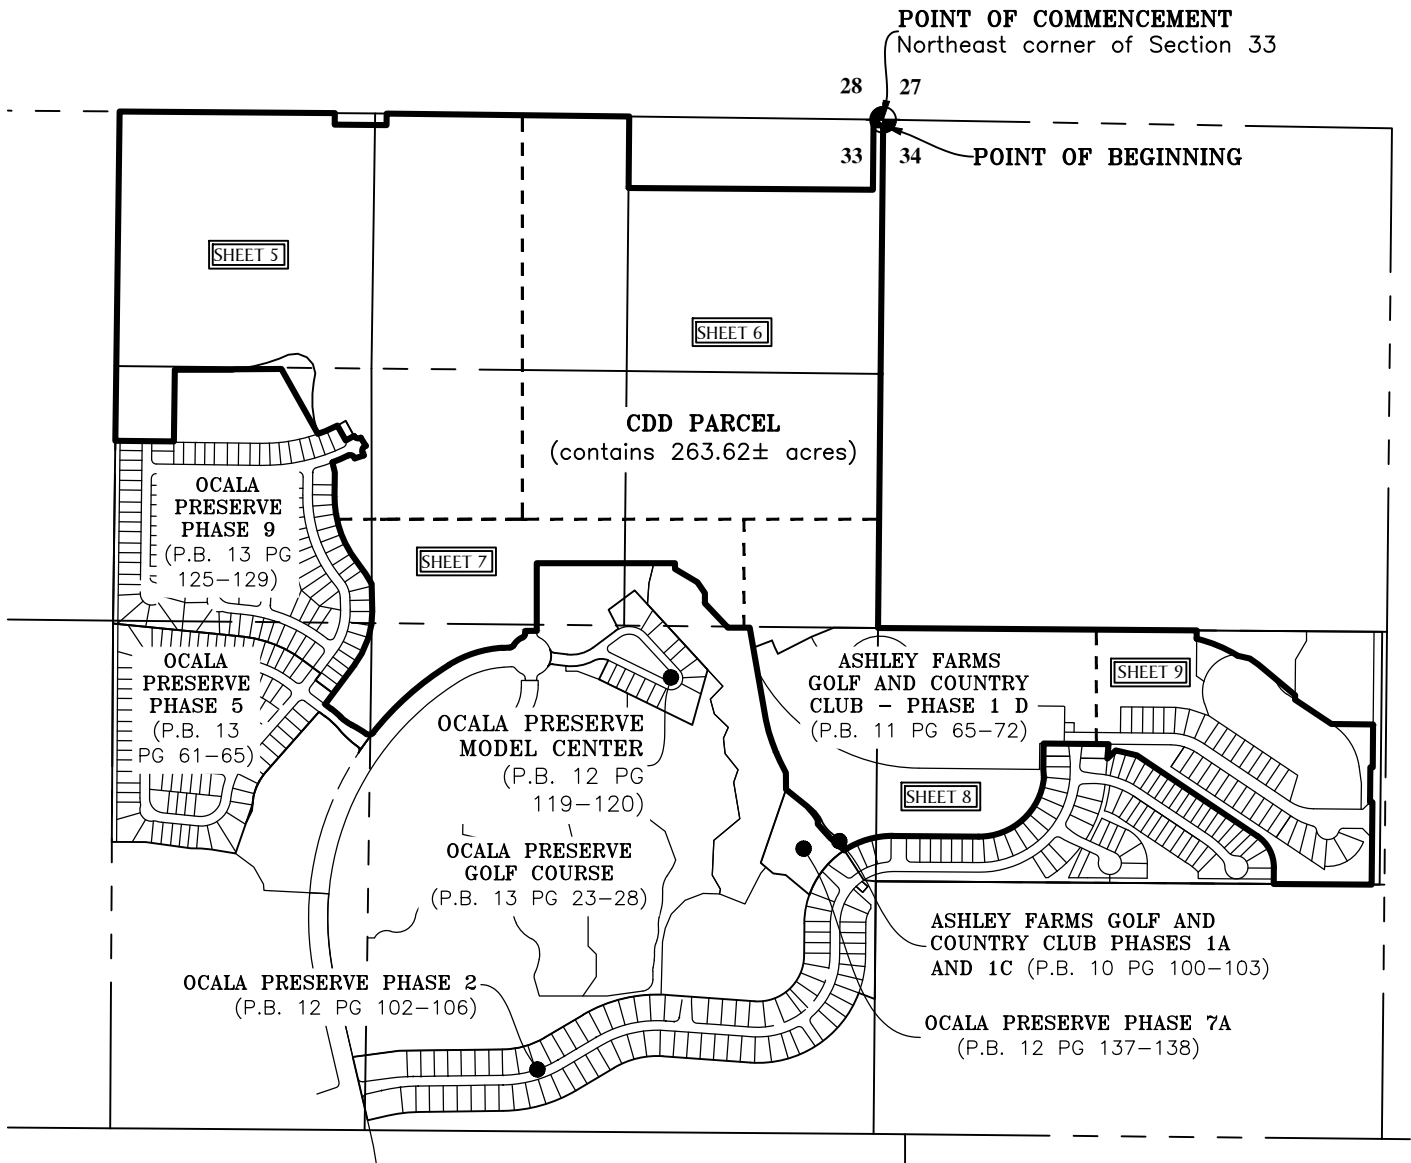 POINT OF COMMENCEMENT
Northeast corner of Section 33
28
27
33
34
POINT OF BEGINNING
SHEET 5
SHEET 6
CDD PARCEL
(contains 263.62± acres)
OCALA
PRESERVE
PHASE 9
(P.B. 13 PG
125-129)
SHEET 7
OCALA
PRESERVE
PHASE 5
(P.B. 13
PG 61-65)
OCALA PRESERVE
MODEL CENTER
(P.B. 12 PG
119-120)
ASHLEY FARMS
GOLF AND COUNTRY
CLUB - PHASE 1 D
(P.B. 11 PG 65-72)
SHEET 9
SHEET 8
OCALA PRESERVE
GOLF COURSE
(P.B. 13 PG 23-28)
ASHLEY FARMS GOLF AND
COUNTRY CLUB PHASES 1A
AND 1C (P.B. 10 PG 100-103)
OCALA PRESERVE PHASE 2
(P.B. 12 PG 102-106)
OCALA PRESERVE PHASE 7A
(P.B. 12 PG 137-138)